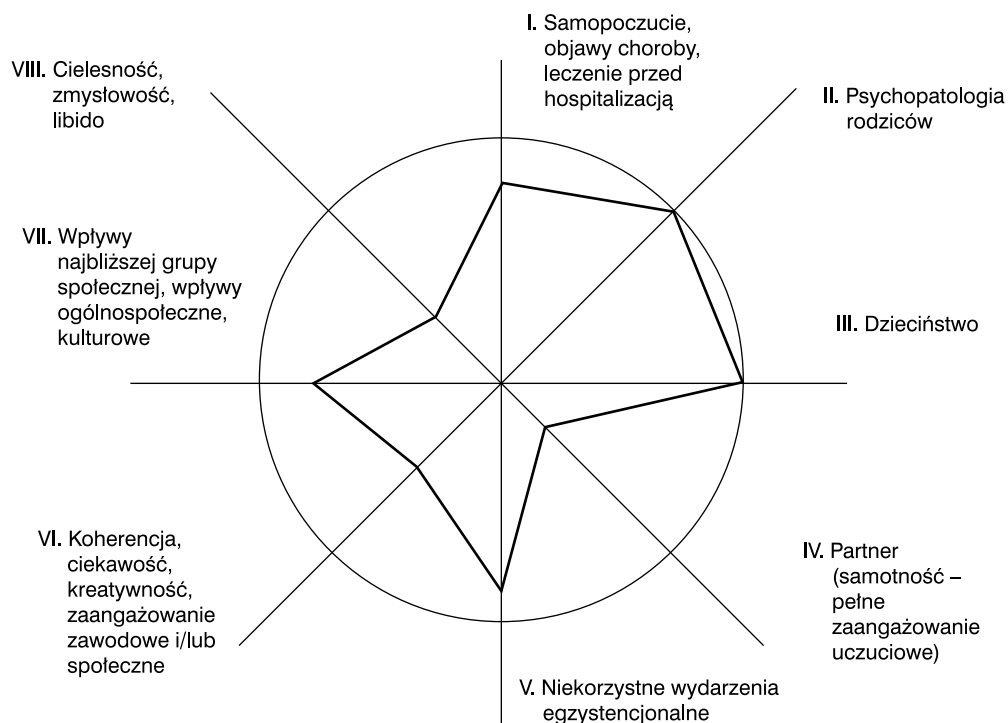 I. Samopoczucie,
objawy choroby,
leczenie przed
hospitalizacją
II. Psychopatologia
rodziców
III. Dzieciństwo
IV. Partner
(samotność –
pełne
zaangażowanie
uczuciowe)
V. Niekorzystne wydarzenia
egzystencjonalne
VI. Koherencja,
ciekawość,
kreatywność,
zaangażowanie
zawodowe i/lub
społeczne
VII. Wpływy
najbliższej grupy
społecznej, wpływy
ogólnospołeczne,
kulturowe
VIII. Cielesność,
zmysłowość,
libido